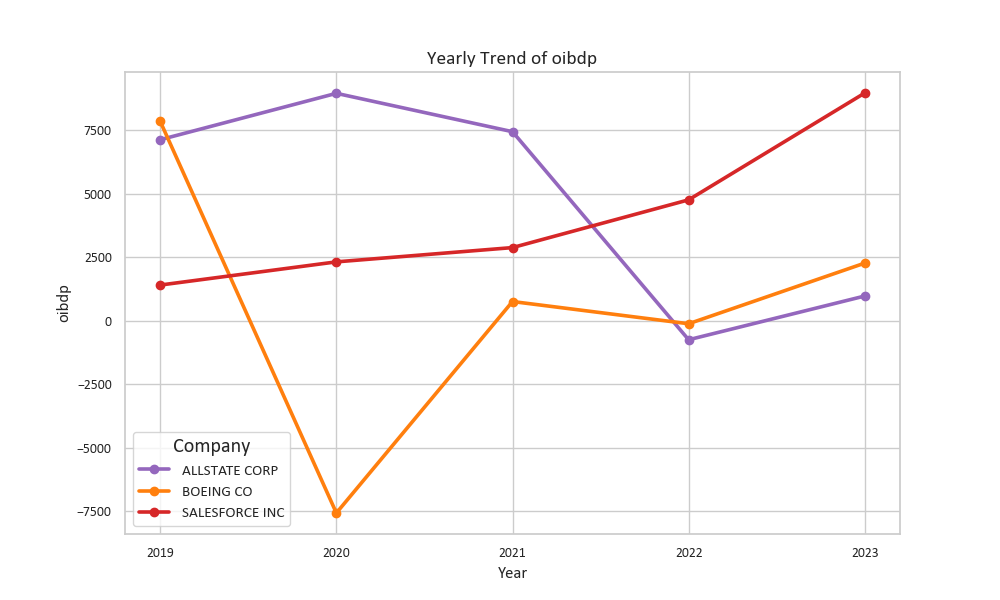 Yearly Trend of oibdp
7500
5000
2500
0
−2500
−5000
−7500
oibdp
Company
ALLSTATE CORP
BOEING CO
SALESFORCE INC
2019 2020 2021 2022 2023
Year